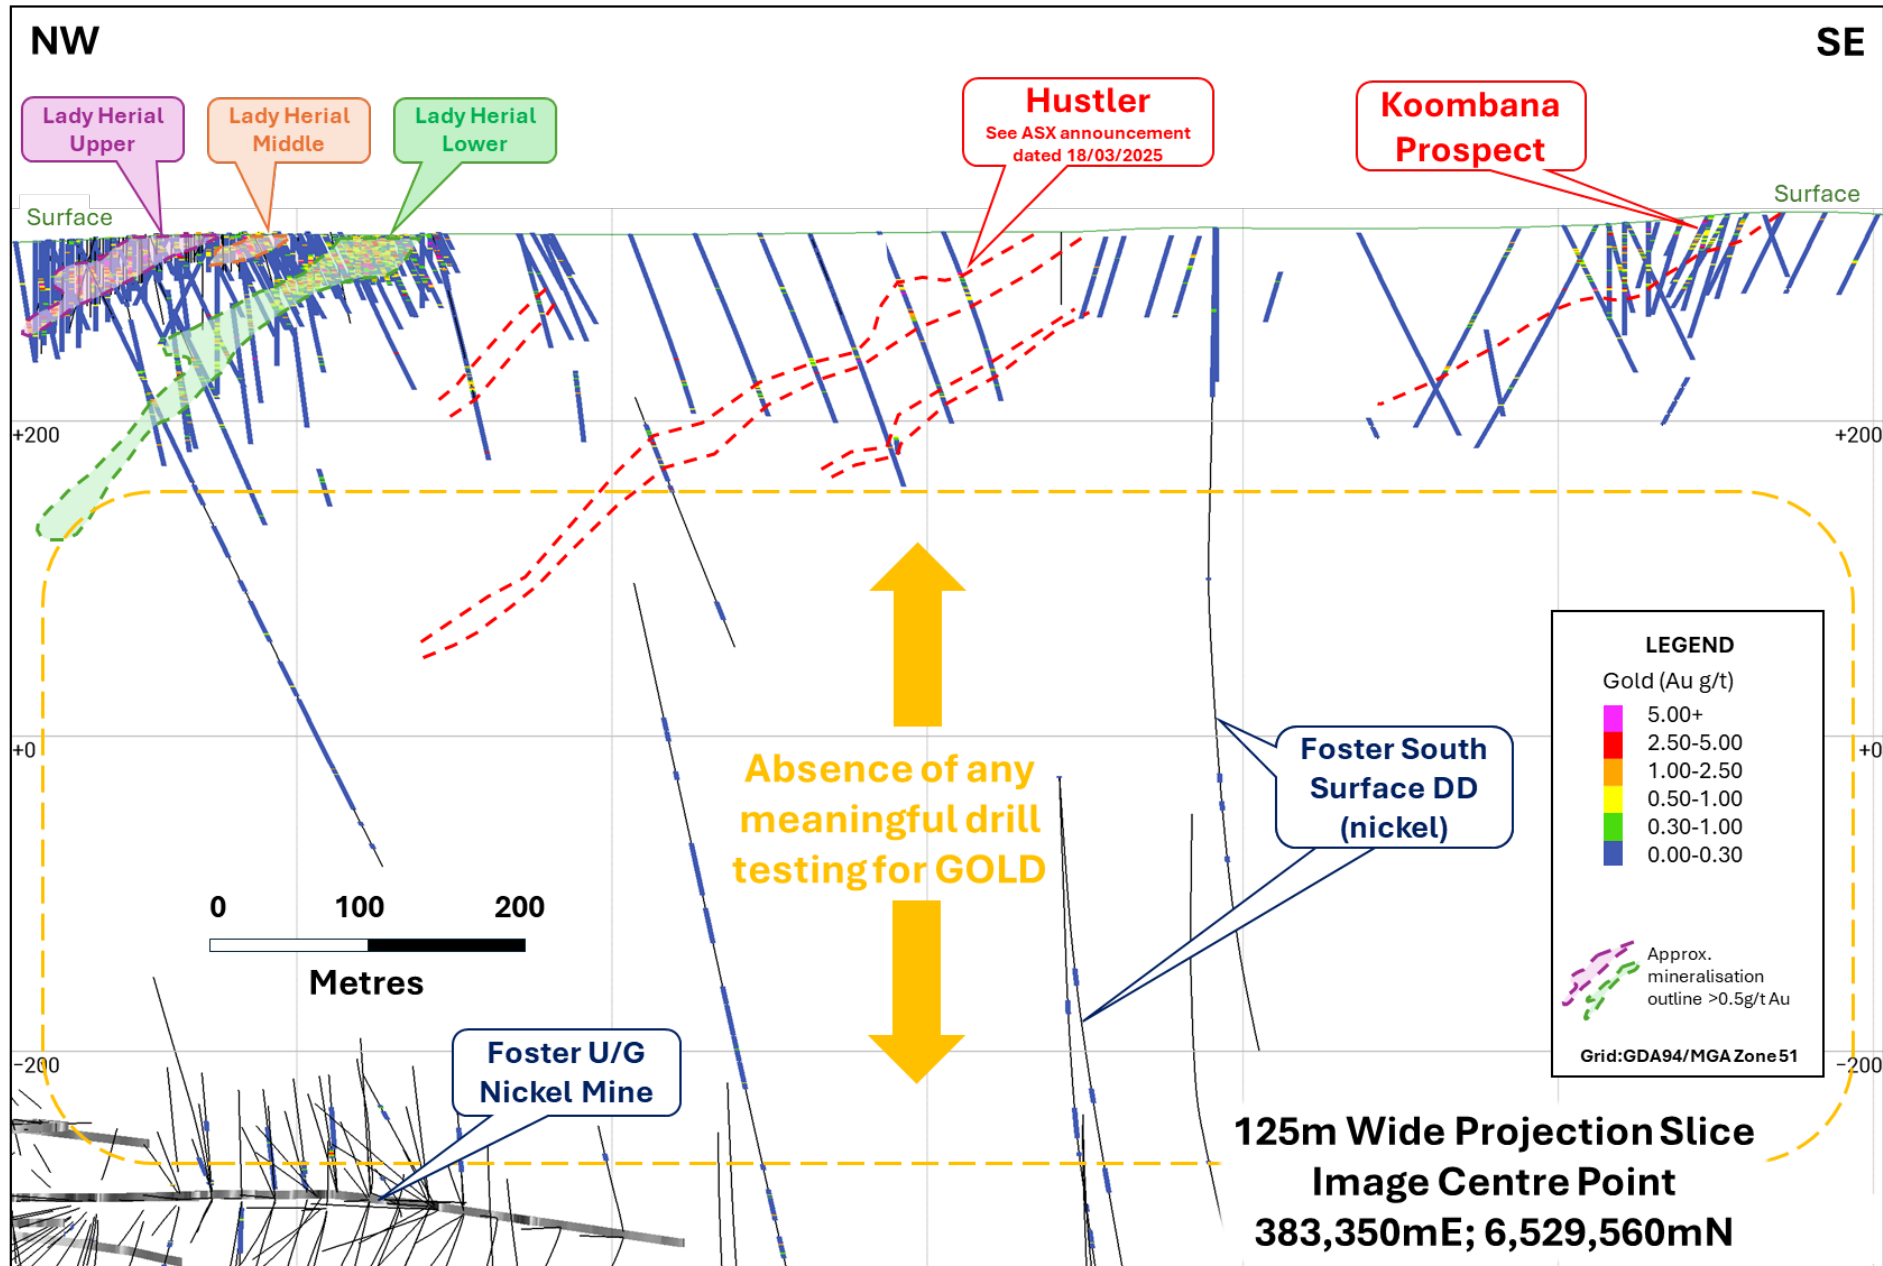 NW
SE
Lady Herial
Upper
Lady Herial
Middle
Lady Herial
Lower
Hustler
See ASX announcement
dated 18/03/2025
Koombana
Prospect
Surface
Surface
+200
+200
+0
+0
-200
-200
Absence of any
meaningful drill
testing for GOLD
Foster South
Surface DD
(nickel)
0 100 200
Metres
Foster U/G
Nickel Mine
LEGEND
Gold (Au g/t)
5.00+
2.50-5.00
1.00-2.50
0.50-1.00
0.30-1.00
0.00-0.30
Approx.
mineralisation
outline >0.5g/t Au
Grid:GDA94/MGA Zone 51
125m Wide Projection Slice
Image Centre Point
383,350mE; 6,529,560mN